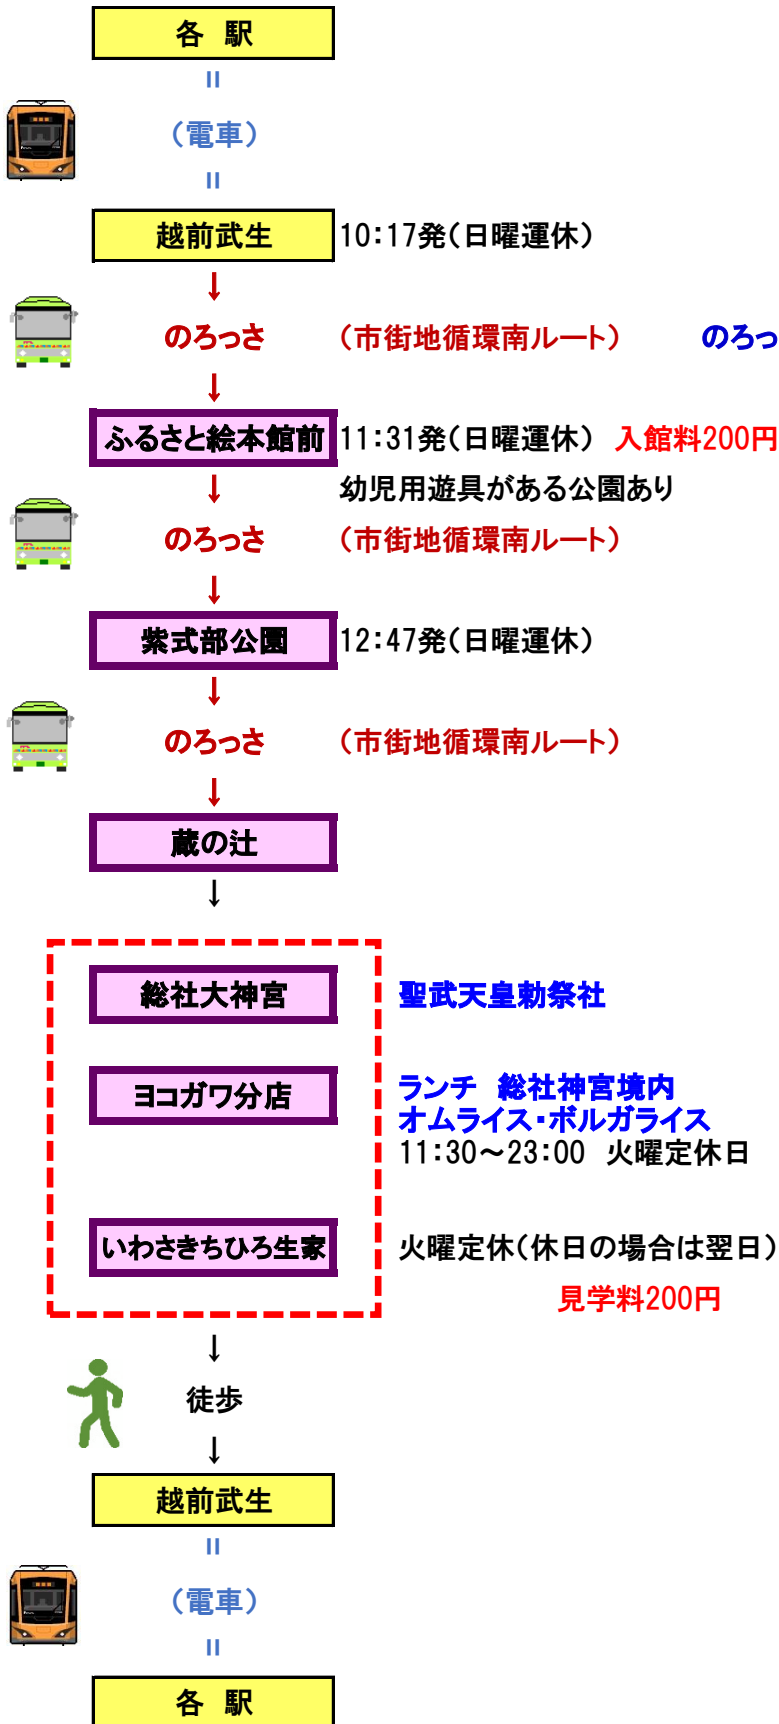 各 駅
=
（電車）
=
越前武生 10:17発（日曜運休）
↓
のろっさ （市街地循環南ルート） のろっ
↓
ふるさと絵本館前 11:31発（日曜運休） 入館料200円
↓ 幼児用遊具がある公園あり
のろっさ （市街地循環南ルート）
↓
紫式部公園 12:47発（日曜運休）
↓
のろっさ （市街地循環南ルート）
↓
蔵の辻
↓
総社大神宮 聖武天皇勅祭社
ヨコガワ分店 ランチ 総社神宮境内
オムライス・ボルガライス
11:30～23:00 火曜定休日
いわさきちひろ生家 火曜定休（休日の場合は翌日）
見学料200円
↓
徒歩
↓
越前武生
=
（電車）
=
各 駅